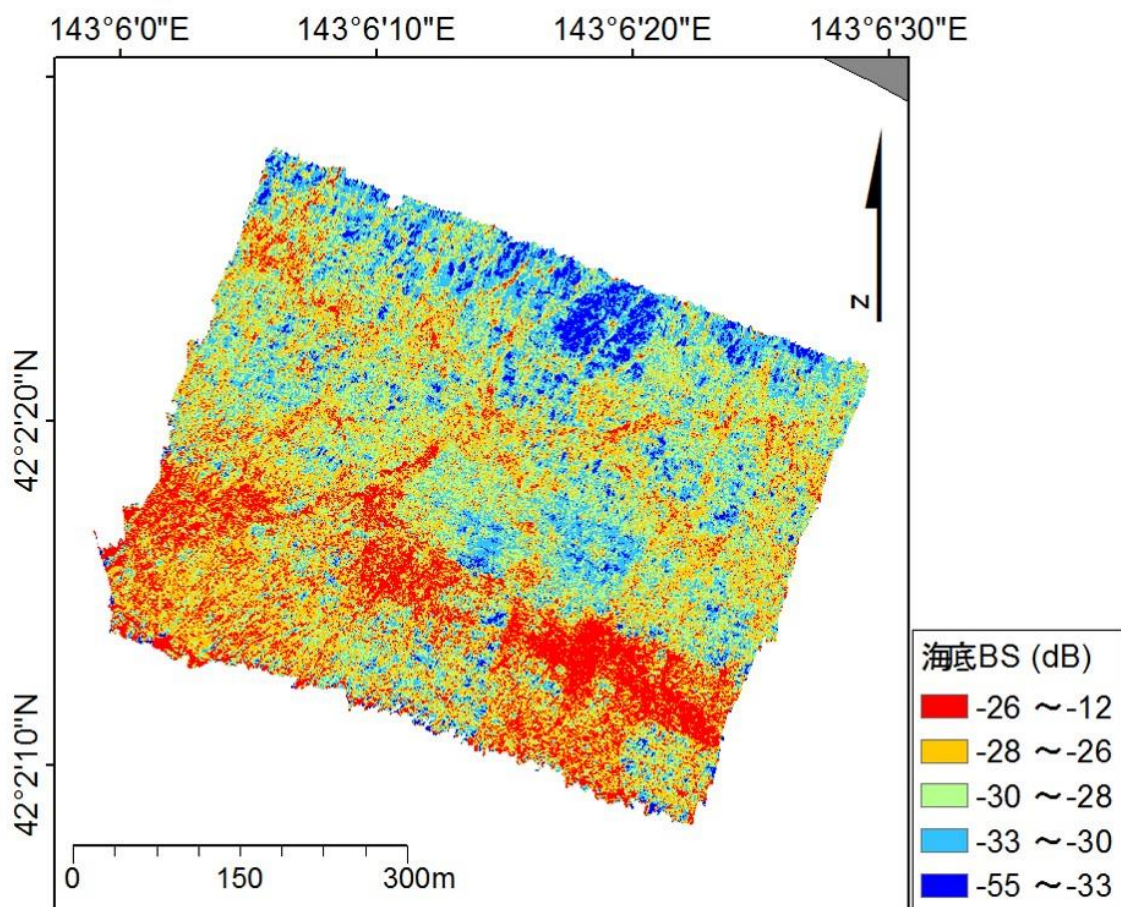 143°6'0"E 143°6'10"E 143°6'20"E 143°6'30"E
N
42°2'20"N
42°2'10"N
0 150 300m
海底BS (dB)
-26 ～-12
-28 ～-26
-30 ～-28
-33 ～-30
-55 ～-33